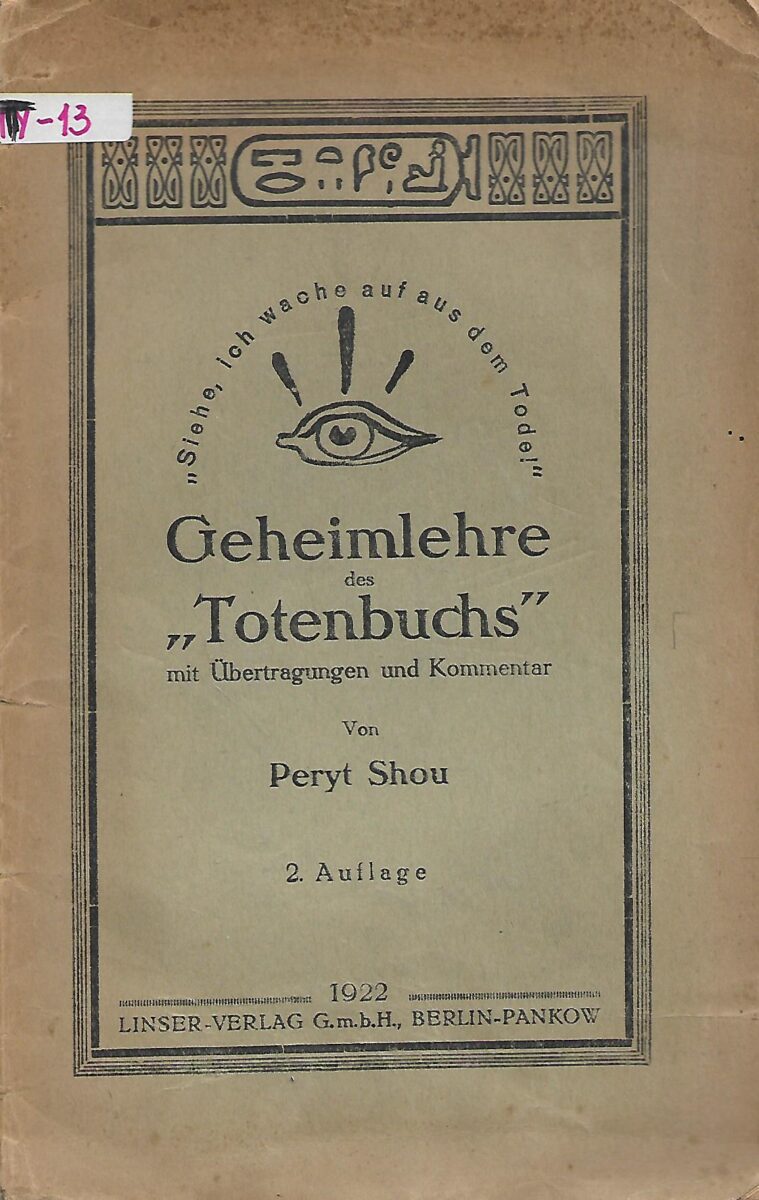 -13
„Siehe, ich wache auf aus dem Tode!“
Geheimlehre
des
„Totenbuchs”
mit Übertragungen und Kommentar
Von
Peryt Shou
2. Auflage
1922
LINSER-VERLAG G.m.b.H., BERLIN-PANKOW